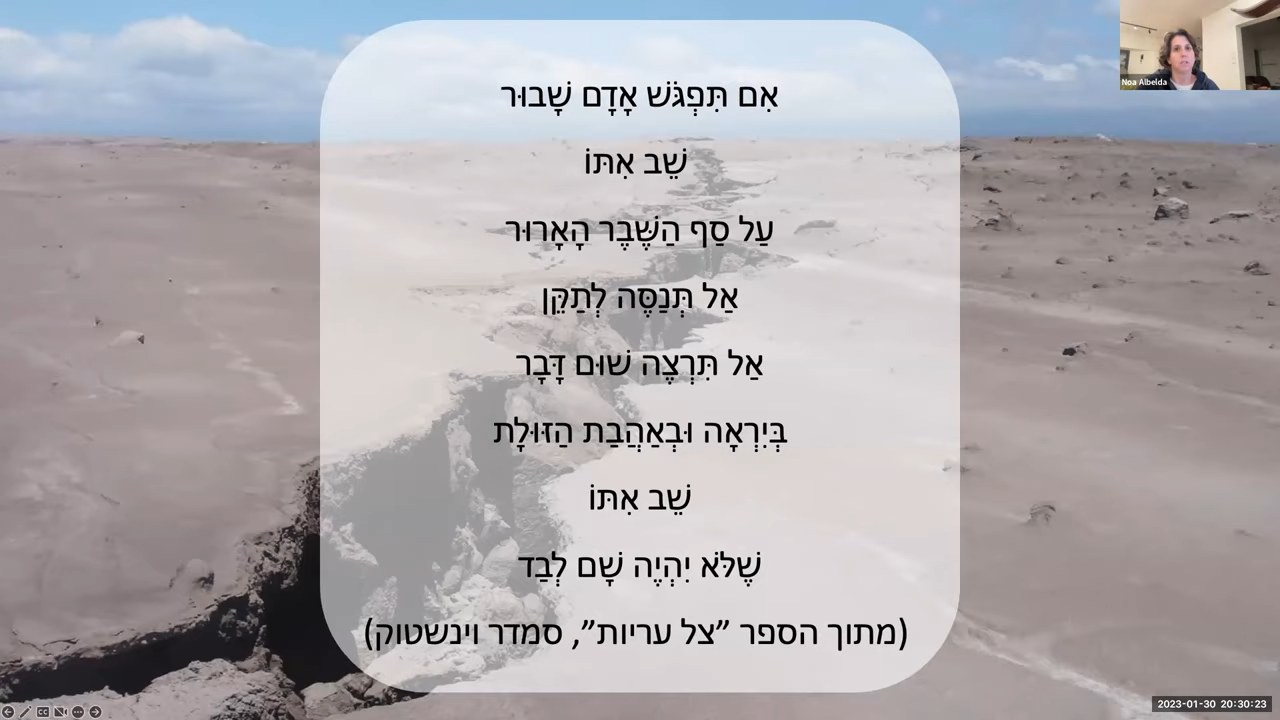 אִם תִּפְגֹּשׁ אָדָם שָׁבוּר
שֵׁב אִתּוֹ
עַל סַף הַשֶּׁבֶר הָאָרוּר
אַל תְּנַסֶּה לְתַקֵּן
אַל תִּרְצֶה שׁוּם דָּבָר
בְּיִרְאָה וּבְאַהֲבַת הַזּוּלָת
שֵׁב אִתּוֹ
שֶׁלֹּא יִהְיֶה שָׁם לְבַד
(מתוך הספר ״צל עריות״, סמדר וינשטוק)
Noa Albelda
2023-01-30 20:30:23